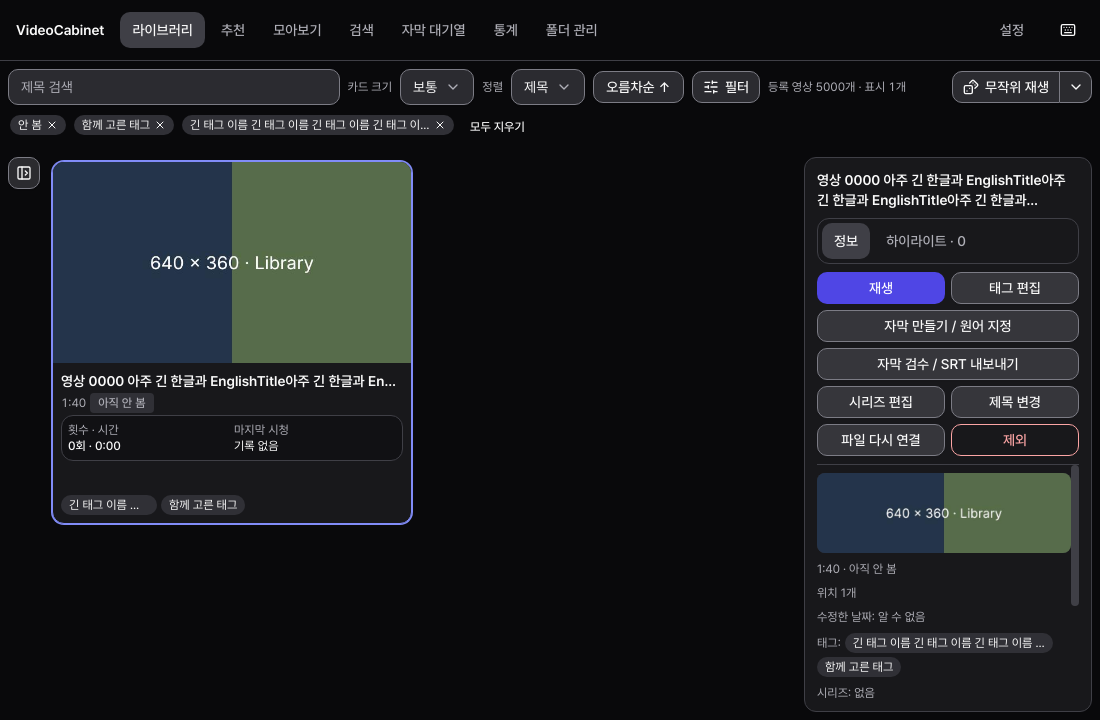 VideoCabinet 라이브러리 추천 모아보기 검색 자막 대기열 통계 폴더 관리 설정
제목 검색 카드 크기 보통 정렬 제목 오름차순 ↑ 필터 등록 영상 5000개 · 표시 1개 무작위 재생
안 봄 × 함께 고른 태그 × 긴 태그 이름 긴 태그 이름 긴 태그 이름 긴 태그 이... × 모두 지우기
640 × 360 · Library
영상 0000 아주 긴 한글과 EnglishTitle아주 긴 한글과 En...
1:40 아직 안 봄
횟수 · 시간 마지막 시청
0회 · 0:00 기록 없음
긴 태그 이름 ... 함께 고른 태그
영상 0000 아주 긴 한글과 EnglishTitle아주
긴 한글과 EnglishTitle아주 긴 한글과...
정보 하이라이트 · 0
재생 태그 편집
자막 만들기 / 원어 지정
자막 검수 / SRT 내보내기
시리즈 편집 제목 변경
파일 다시 연결 제외
640 × 360 · Library
1:40 · 아직 안 봄
위치 1개
수정한 날짜: 알 수 없음
태그: 긴 태그 이름 긴 태그 이름 긴 태그 이름 ...
함께 고른 태그
시리즈: 없음